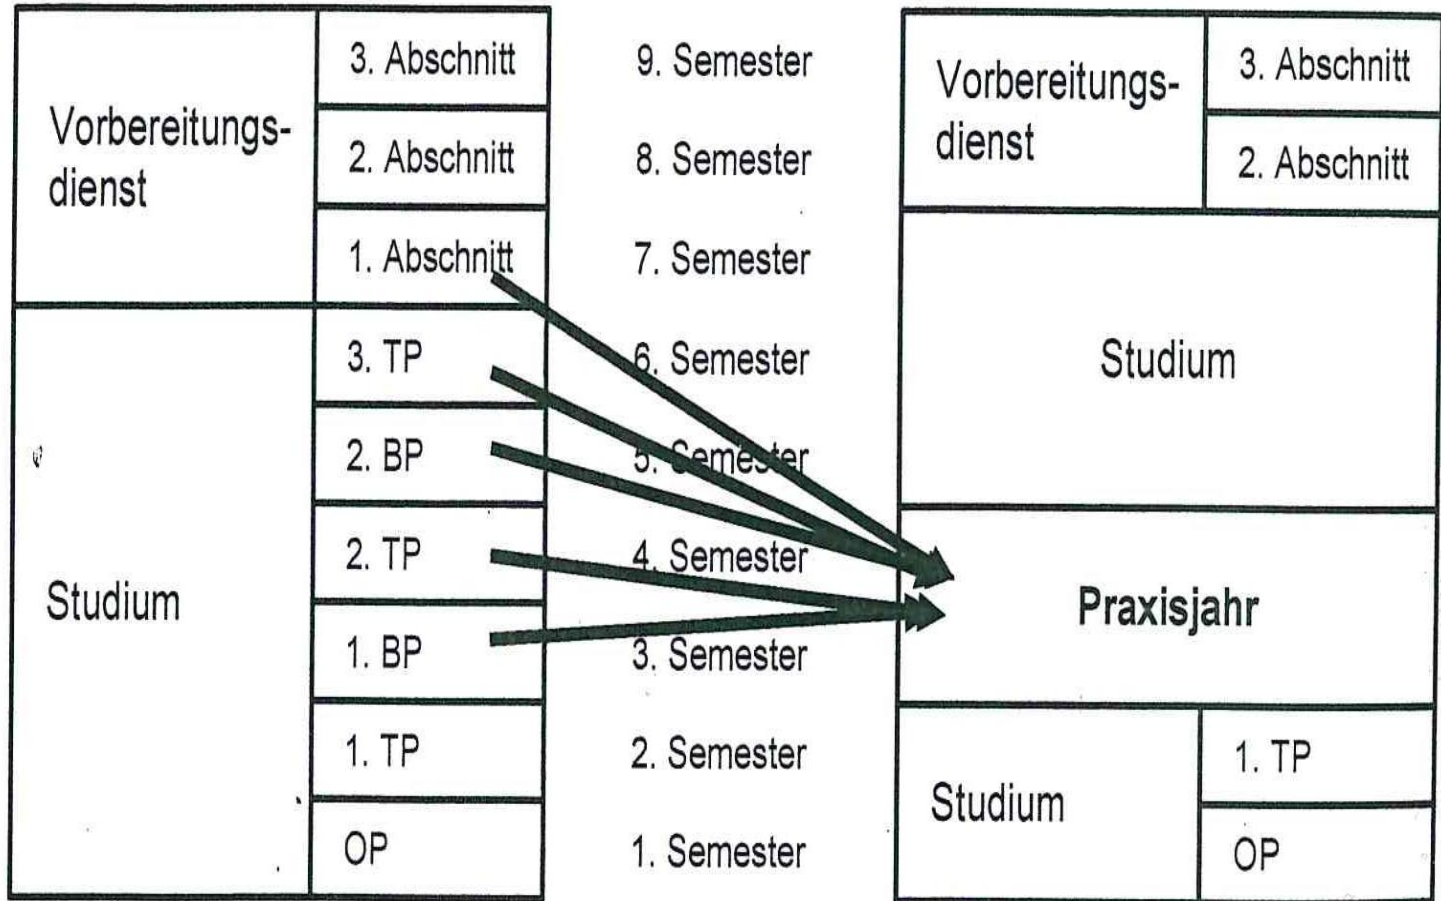 Vorbereitungs-
dienst
3. Abschnitt
2. Abschnitt
1. Abschnitt
Studium
3. TP
2. BP
2. TP
1. BP
1. TP
OP
9. Semester
8. Semester
7. Semester
6. Semester
5. Semester
4. Semester
3. Semester
2. Semester
1. Semester
Vorbereitungs-
dienst
3. Abschnitt
2. Abschnitt
Studium
Praxisjahr
Studium
1. TP
OP